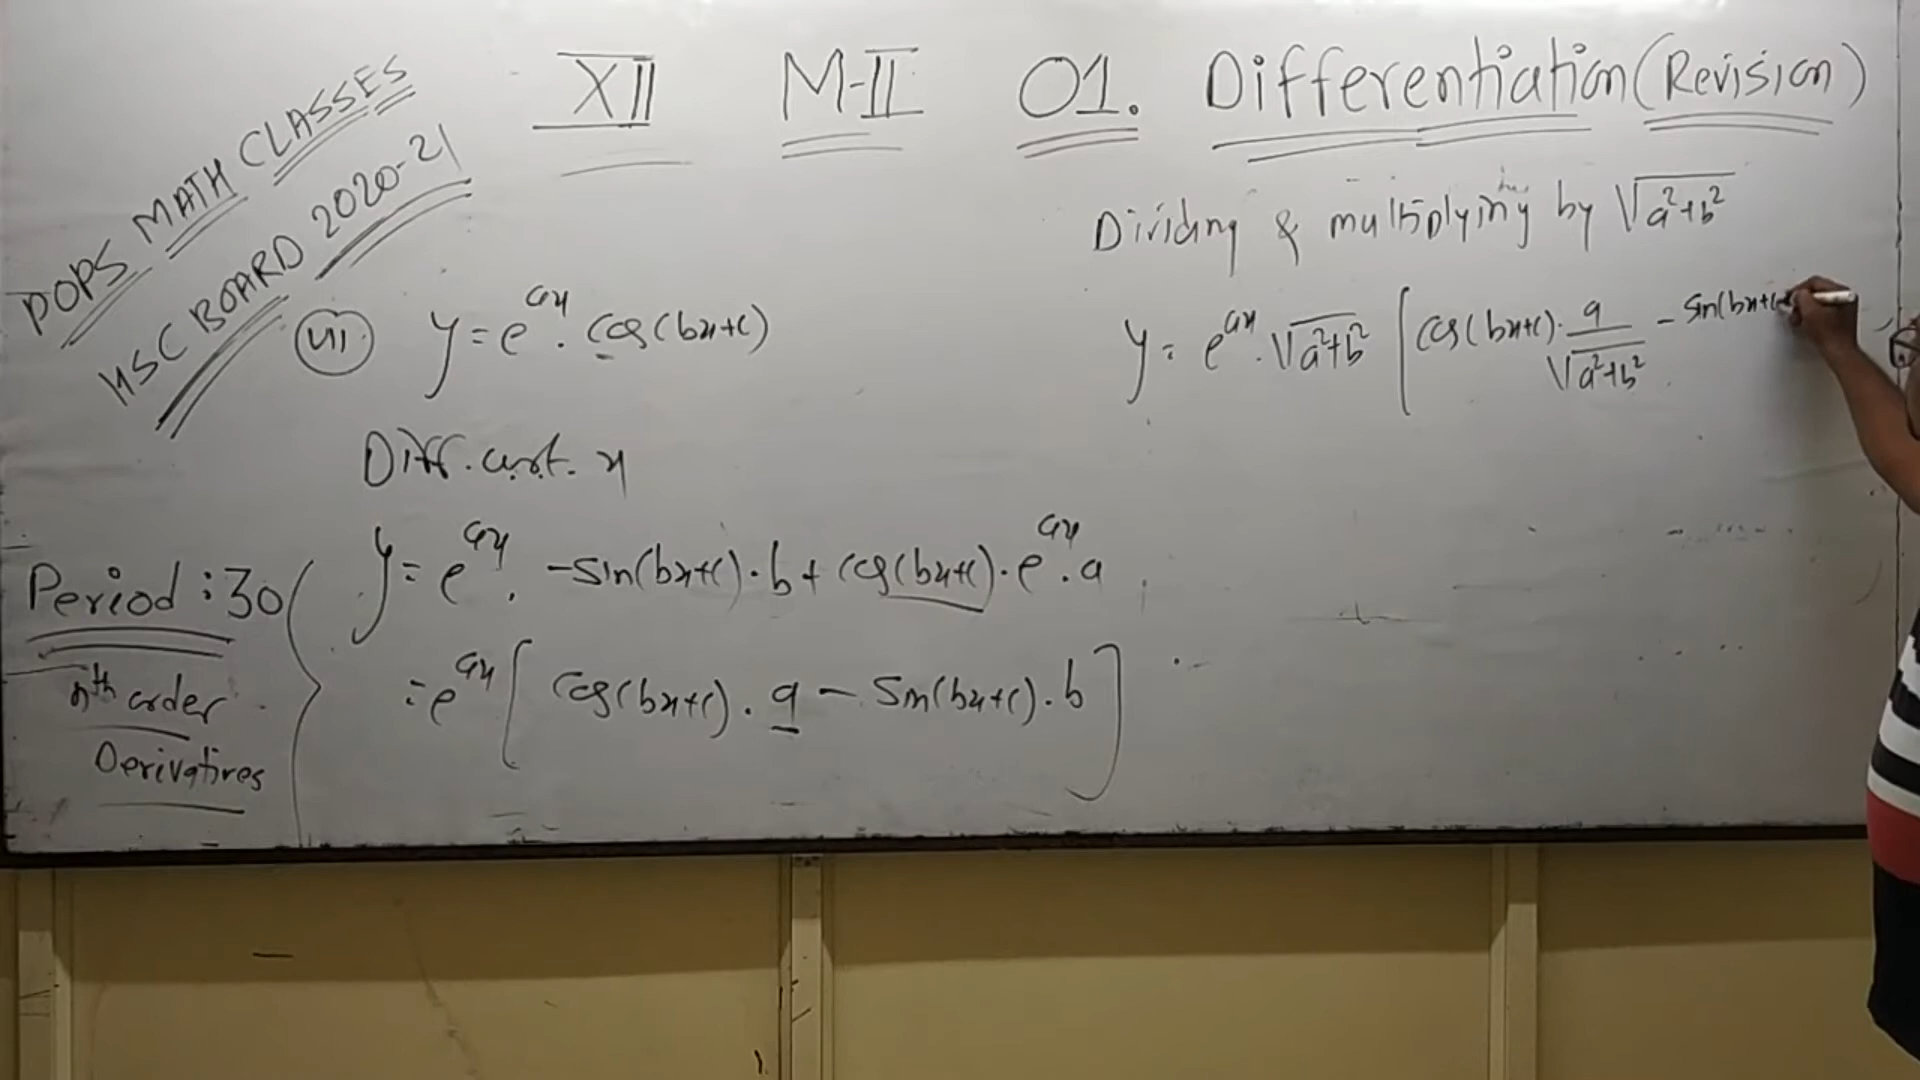 POPS MATH CLASSES
HSC BOARD 2020-21
XII M-II 01. Differentiation (Revision)
VII y = e^ax . cos(bx+c)
Diff. w.r.t. x
y = e^ax . -sin(bx+c) . b + cos(bx+c) . e^ax . a
= e^ax [ cos(bx+c) . a - sin(bx+c) . b ]
Period : 30
nth order
Derivatives
Dividing & multiplying by √a²+b²
y = e^ax . √a²+b² [ cos(bx+c) . a/√a²+b² - sin(bx+c